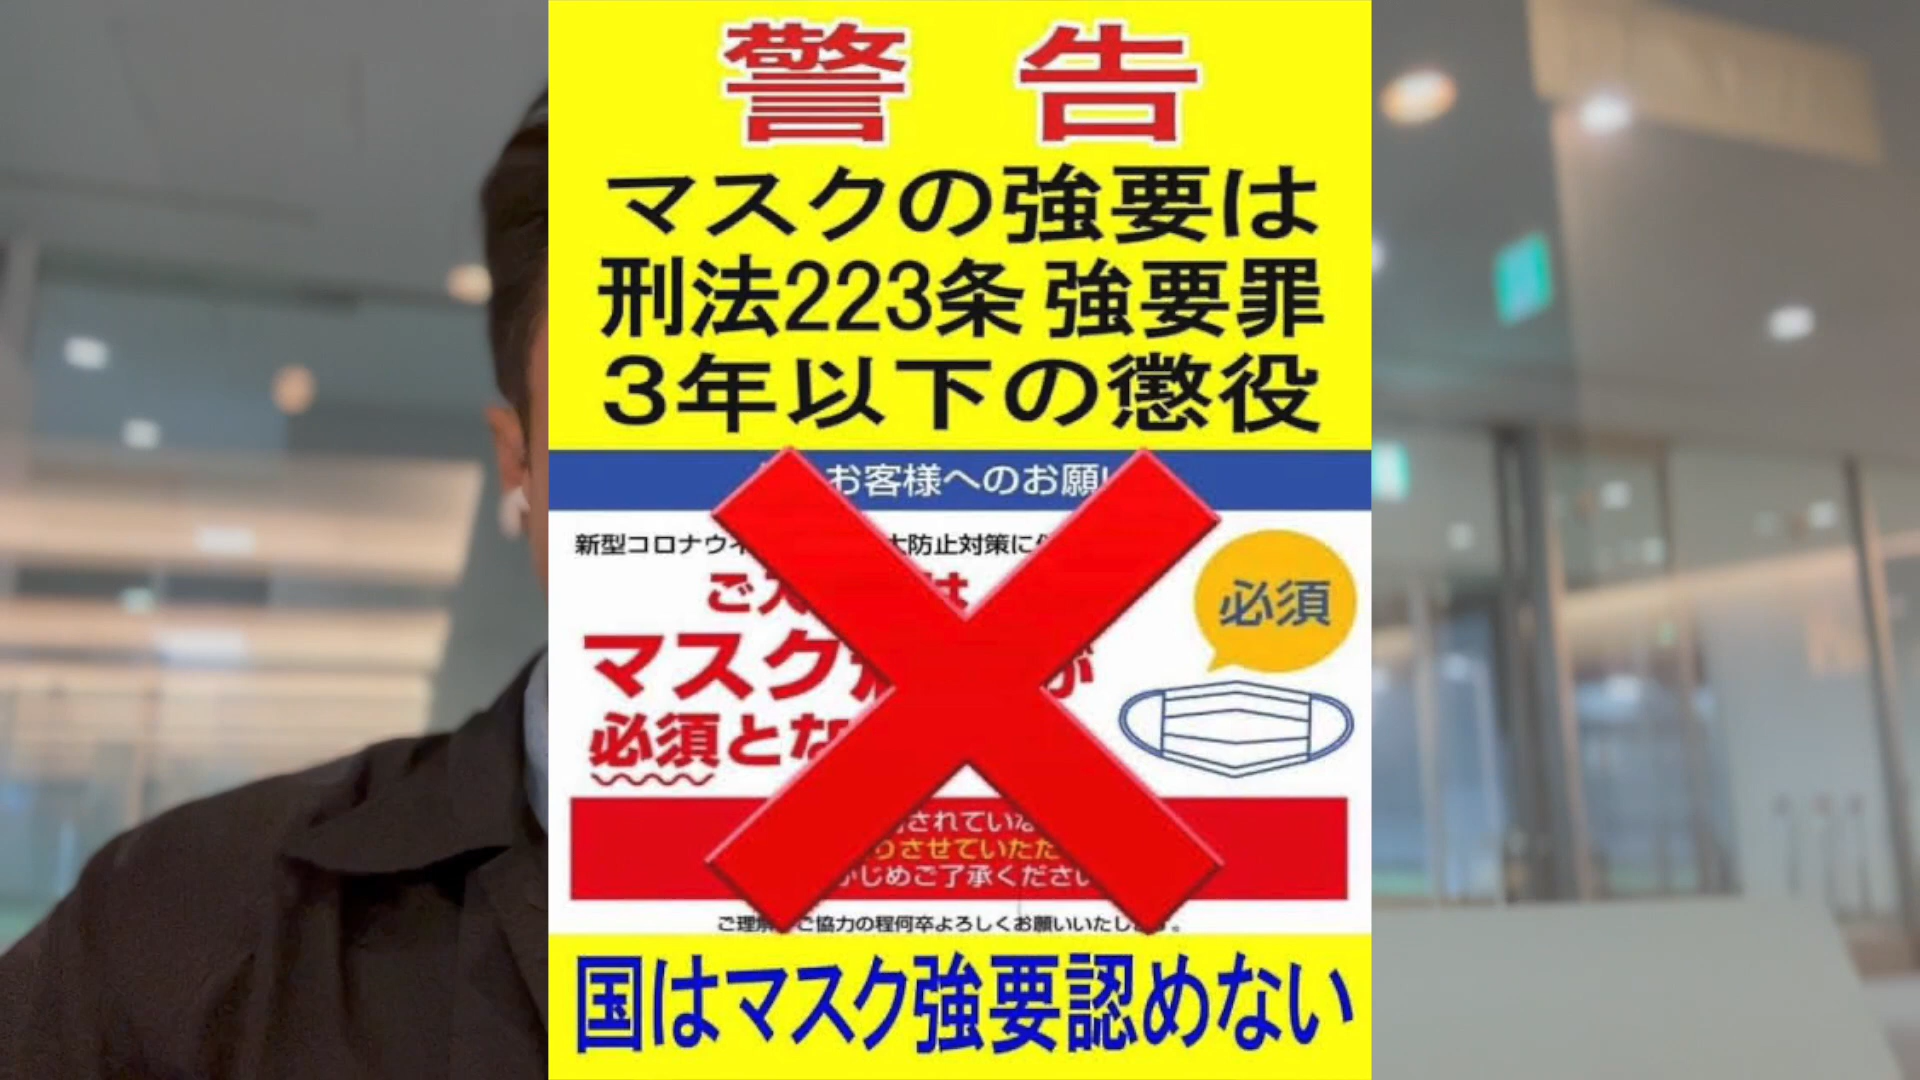 警告
マスクの強要は
刑法223条 強要罪
3年以下の懲役
お客様へのお願
新型コロナウ 防止対策に
ご は
マスク が
必須とな
必須
されていな
させていただ
じめご了承ください
ご理解 ご協力の程何卒よろしくお願いいたし 。
国はマスク強要認めない